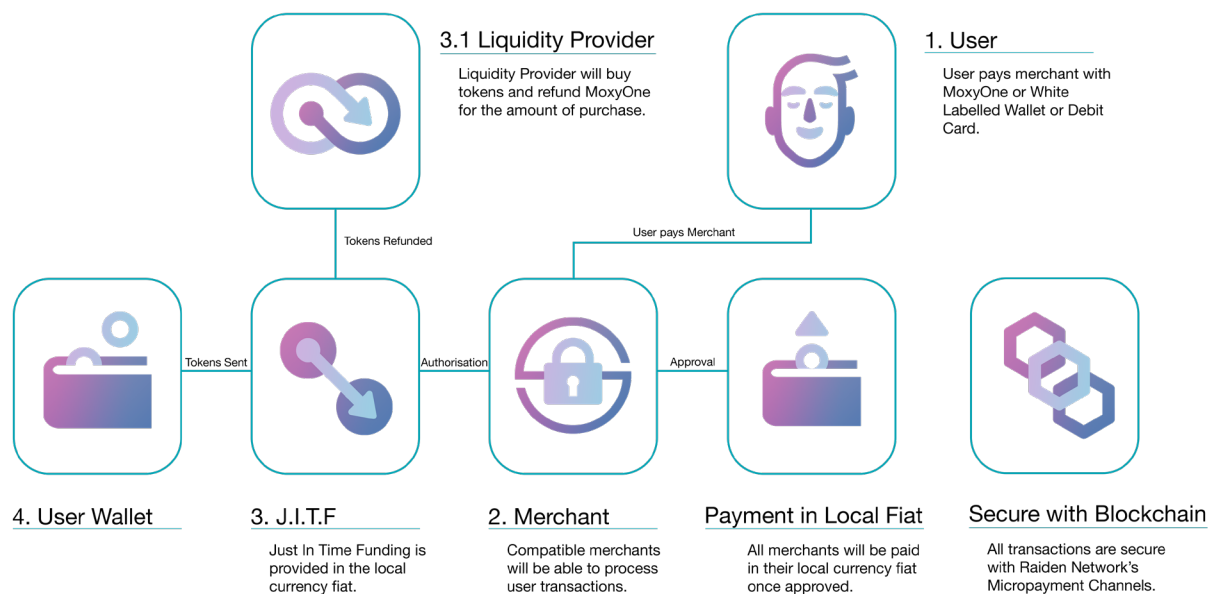 3.1 Liquidity Provider
Liquidity Provider will buy
tokens and refund MoxyOne
for the amount of purchase.
1. User
User pays merchant with
MoxyOne or White
Labelled Wallet or Debit
Card.
Tokens Refunded
User pays Merchant
Tokens Sent
Authorisation
Approval
4. User Wallet
3. J.I.T.F
Just In Time Funding is
provided in the local
currency fiat.
2. Merchant
Compatible merchants
will be able to process
user transactions.
Payment in Local Fiat
All merchants will be paid
in their local currency fiat
once approved.
Secure with Blockchain
All transactions are secure
with Raiden Network's
Micropayment Channels.